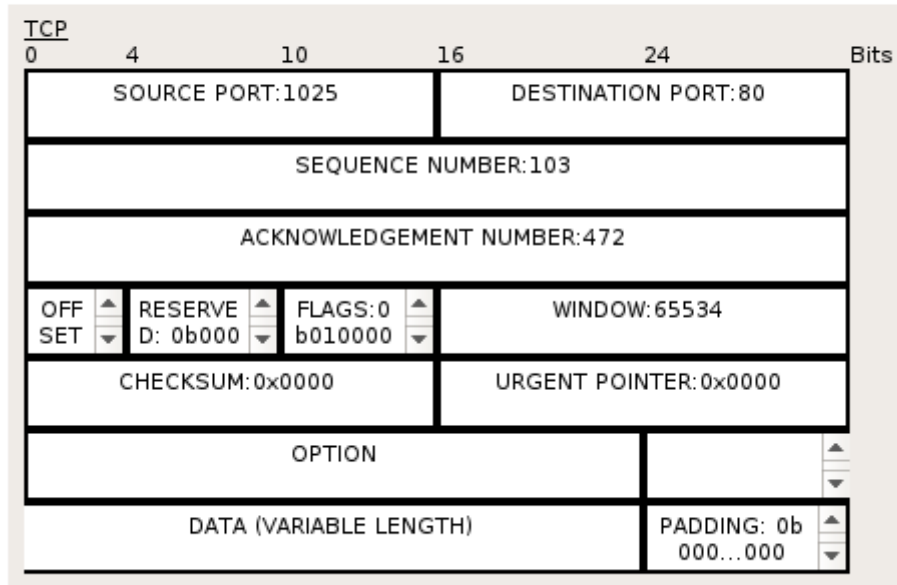 TCP
0 4 10 16 24 Bits
SOURCE PORT:1025 DESTINATION PORT:80
SEQUENCE NUMBER:103
ACKNOWLEDGEMENT NUMBER:472
OFF RESERVE FLAGS:0 WINDOW:65534
SET D: 0b000 b010000
CHECKSUM:0x0000 URGENT POINTER:0x0000
OPTION
DATA (VARIABLE LENGTH) PADDING: 0b
000...000